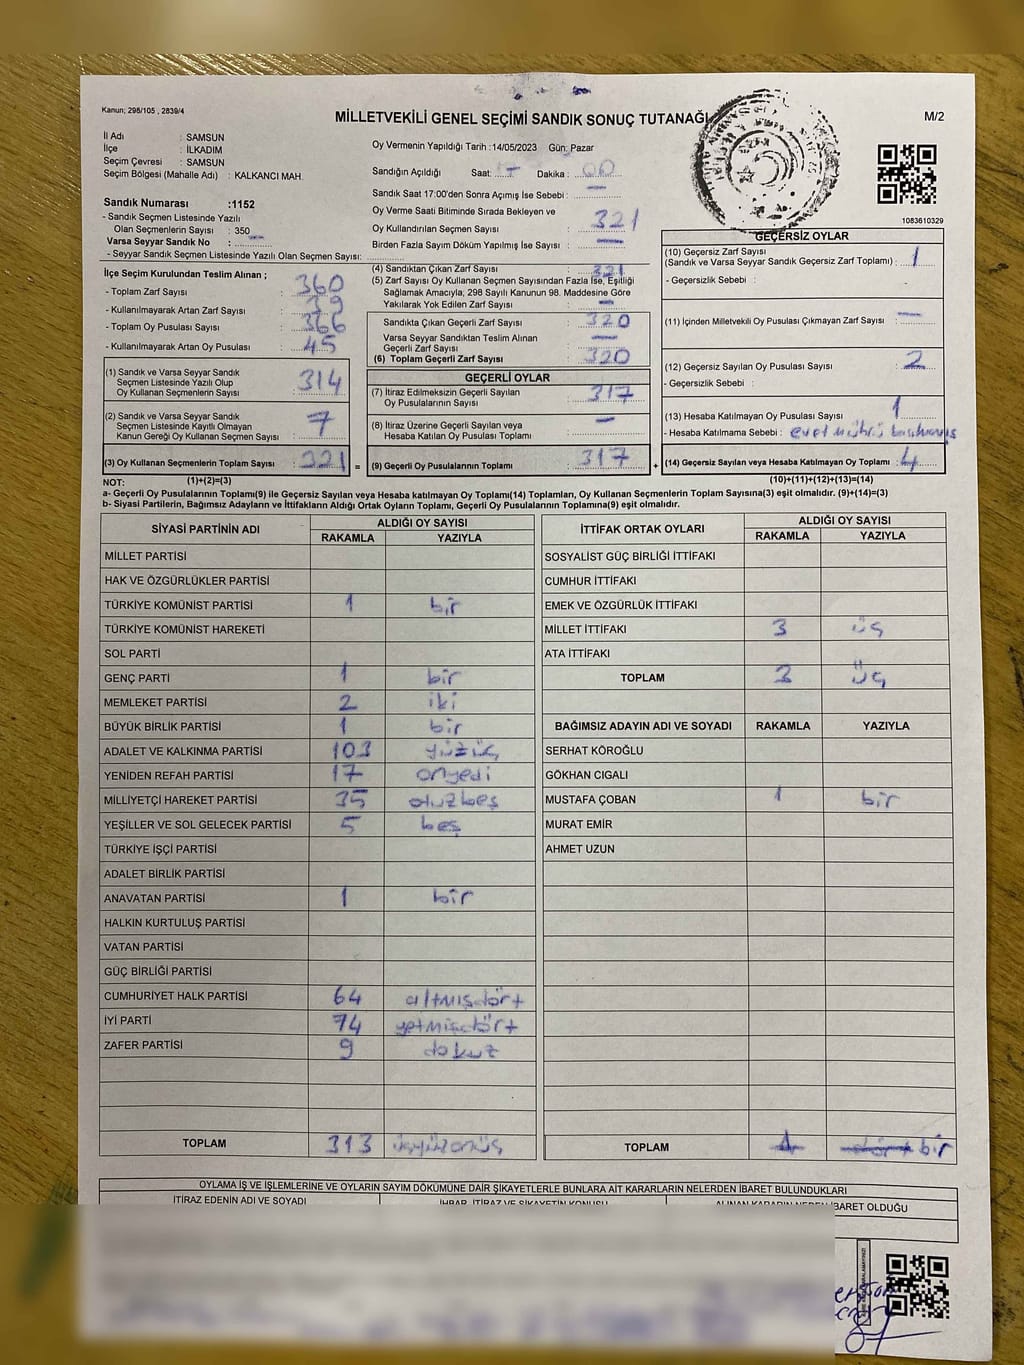 Kanun; 298/105 , 2839/4
MİLLETVEKİLİ GENEL SEÇİMİ SANDIK SONUÇ TUTANAĞI
M/2
İl Adı : SAMSUN
İlçe : İLKADIM
Seçim Çevresi : SAMSUN
Seçim Bölgesi (Mahalle Adı) : KALKANCI MAH.
Oy Vermenin Yapıldığı Tarih :14/05/2023 Gün: Pazar
Sandığın Açıldığı Saat: 17 Dakika : 00
Sandık Saat 17:00'den Sonra Açımış İse Sebebi : —
Oy Verme Saati Bitiminde Sırada Bekleyen ve
Oy Kullandırılan Seçmen Sayısı : 321
Birden Fazla Sayım Döküm Yapılmış İse Sayısı : —
1083610329
Sandık Numarası :1152
- Sandık Seçmen Listesinde Yazılı
Olan Seçmenlerin Sayısı : 350
Varsa Seyyar Sandık No : —
- Seyyar Sandık Seçmen Listesinde Yazılı Olan Seçmen Sayısı:
İlçe Seçim Kurulundan Teslim Alınan ;
- Toplam Zarf Sayısı : 360
- Kullanılmayarak Artan Zarf Sayısı : 39
- Toplam Oy Pusulası Sayısı : 366
- Kullanılmayarak Artan Oy Pusulası : 45
(1) Sandık ve Varsa Seyyar Sandık
Seçmen Listesinde Yazılı Olup
Oy Kullanan Seçmenlerin Sayısı : 314
(2) Sandık ve Varsa Seyyar Sandık
Seçmen Listesinde Kayıtlı Olmayan
Kanun Gereği Oy Kullanan Seçmen Sayısı : 7
(3) Oy Kullanan Seçmenlerin Toplam Sayısı : 321
(4) Sandıktan Çıkan Zarf Sayısı : 321
(5) Zarf Sayısı Oy Kullanan Seçmen Sayısından Fazla İse, Eşitliği
Sağlamak Amacıyla, 298 Sayılı Kanunun 98. Maddesine Göre
Yakılarak Yok Edilen Zarf Sayısı : —
Sandıkta Çıkan Geçerli Zarf Sayısı : 320
Varsa Seyyar Sandıktan Teslim Alınan
Geçerli Zarf Sayısı : —
(6) Toplam Geçerli Zarf Sayısı : 320
GEÇERLİ OYLAR
(7) İtiraz Edilmeksizin Geçerli Sayılan
Oy Pusulalarının Sayısı : 317
(8) İtiraz Üzerine Geçerli Sayılan veya
Hesaba Katılan Oy Pusulası Toplamı : —
= (9) Geçerli Oy Pusulalarının Toplamı : 317
GEÇERSİZ OYLAR
(10) Geçersiz Zarf Sayısı
(Sandık ve Varsa Seyyar Sandık Geçersiz Zarf Toplamı) : 1
- Geçersizlik Sebebi : -
(11) İçinden Milletvekili Oy Pusulası Çıkmayan Zarf Sayısı : —
(12) Geçersiz Sayılan Oy Pusulası Sayısı : 2
- Geçersizlik Sebebi :
(13) Hesaba Katılmayan Oy Pusulası Sayısı : 1
- Hesaba Katılmama Sebebi : evet mührü basılmamış
+ (14) Geçersiz Sayılan veya Hesaba Katılmayan Oy Toplamı : 4
NOT: (1)+(2)=(3)
(10)+(11)+(12)+(13)=(14)
a- Geçerli Oy Pusulalarının Toplamı(9) ile Geçersiz Sayılan veya Hesaba katılmayan Oy Toplamı(14) Toplamları, Oy Kullanan Seçmenlerin Toplam Sayısına(3) eşit olmalıdır. (9)+(14)=(3)
b- Siyasi Partilerin, Bağımsız Adayların ve İttifakların Aldığı Ortak Oyların Toplamı, Geçerli Oy Pusulalarının Toplamına(9) eşit olmalıdır.
SİYASİ PARTİNİN ADI ALDIĞI OY SAYISI
RAKAMLA YAZIYLA
MİLLET PARTİSİ
HAK VE ÖZGÜRLÜKLER PARTİSİ
TÜRKİYE KOMÜNİST PARTİSİ 1 bir
TÜRKİYE KOMÜNİST HAREKETİ
SOL PARTİ
GENÇ PARTİ 1 bir
MEMLEKET PARTİSİ 2 iki
BÜYÜK BİRLİK PARTİSİ 1 bir
ADALET VE KALKINMA PARTİSİ 103 yüzüç
YENİDEN REFAH PARTİSİ 17 onyedi
MİLLİYETÇİ HAREKET PARTİSİ 35 otuzbeş
YEŞİLLER VE SOL GELECEK PARTİSİ 5 beş
TÜRKİYE İŞÇİ PARTİSİ
ADALET BİRLİK PARTİSİ
ANAVATAN PARTİSİ 1 bir
HALKIN KURTULUŞ PARTİSİ
VATAN PARTİSİ
GÜÇ BİRLİĞİ PARTİSİ
CUMHURİYET HALK PARTİSİ 64 altmışdört
İYİ PARTİ 74 yetmişdört
ZAFER PARTİSİ 9 dokuz
TOPLAM 313 üçyüzonüç
İTTİFAK ORTAK OYLARI ALDIĞI OY SAYISI
RAKAMLA YAZIYLA
SOSYALİST GÜÇ BİRLİĞİ İTTİFAKI
CUMHUR İTTİFAKI
EMEK VE ÖZGÜRLÜK İTTİFAKI
MİLLET İTTİFAKI 3 üç
ATA İTTİFAKI
TOPLAM 3 üç
BAĞIMSIZ ADAYIN ADI VE SOYADI RAKAMLA YAZIYLA
SERHAT KÖROĞLU
GÖKHAN CIGALI
MUSTAFA ÇOBAN 1 bir
MURAT EMİR
AHMET UZUN
TOPLAM 1 dört bir
OYLAMA İŞ VE İŞLEMLERİNE VE OYLARIN SAYIM DÖKÜMÜNE DAİR ŞİKAYETLERLE BUNLARA AİT KARARLARIN NELERDEN İBARET BULUNDUKLARI
İTİRAZ EDENİN ADI VE SOYADI İHBAR, İTİRAZ VE ŞİKAYETİN KONUSU ALINAN KARARIN NEDEN İBARET OLDUĞU